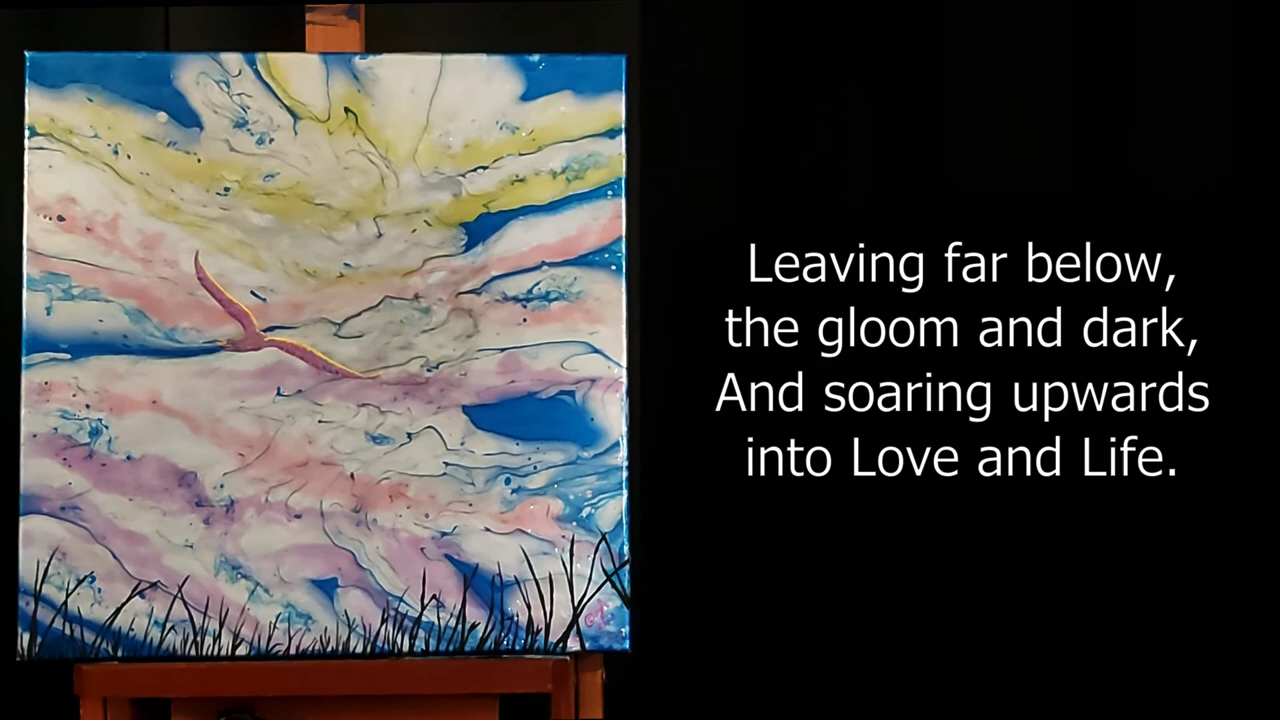 Leaving far below,
the gloom and dark,
And soaring upwards
into Love and Life.